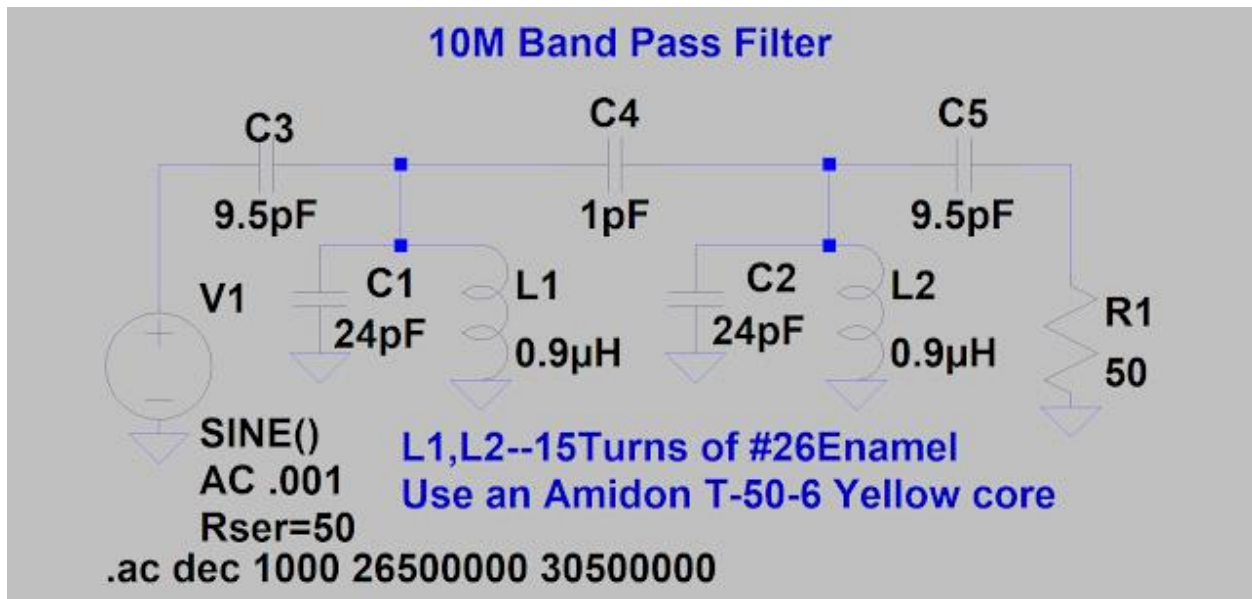 10M Band Pass Filter
C3
9.5pF
C4
1pF
C5
9.5pF
V1
C1
24pF
L1
0.9µH
C2
24pF
L2
0.9µH
R1
50
SINE()
AC .001
Rser=50
L1,L2--15Turns of #26Enamel
Use an Amidon T-50-6 Yellow core
.ac dec 1000 26500000 30500000